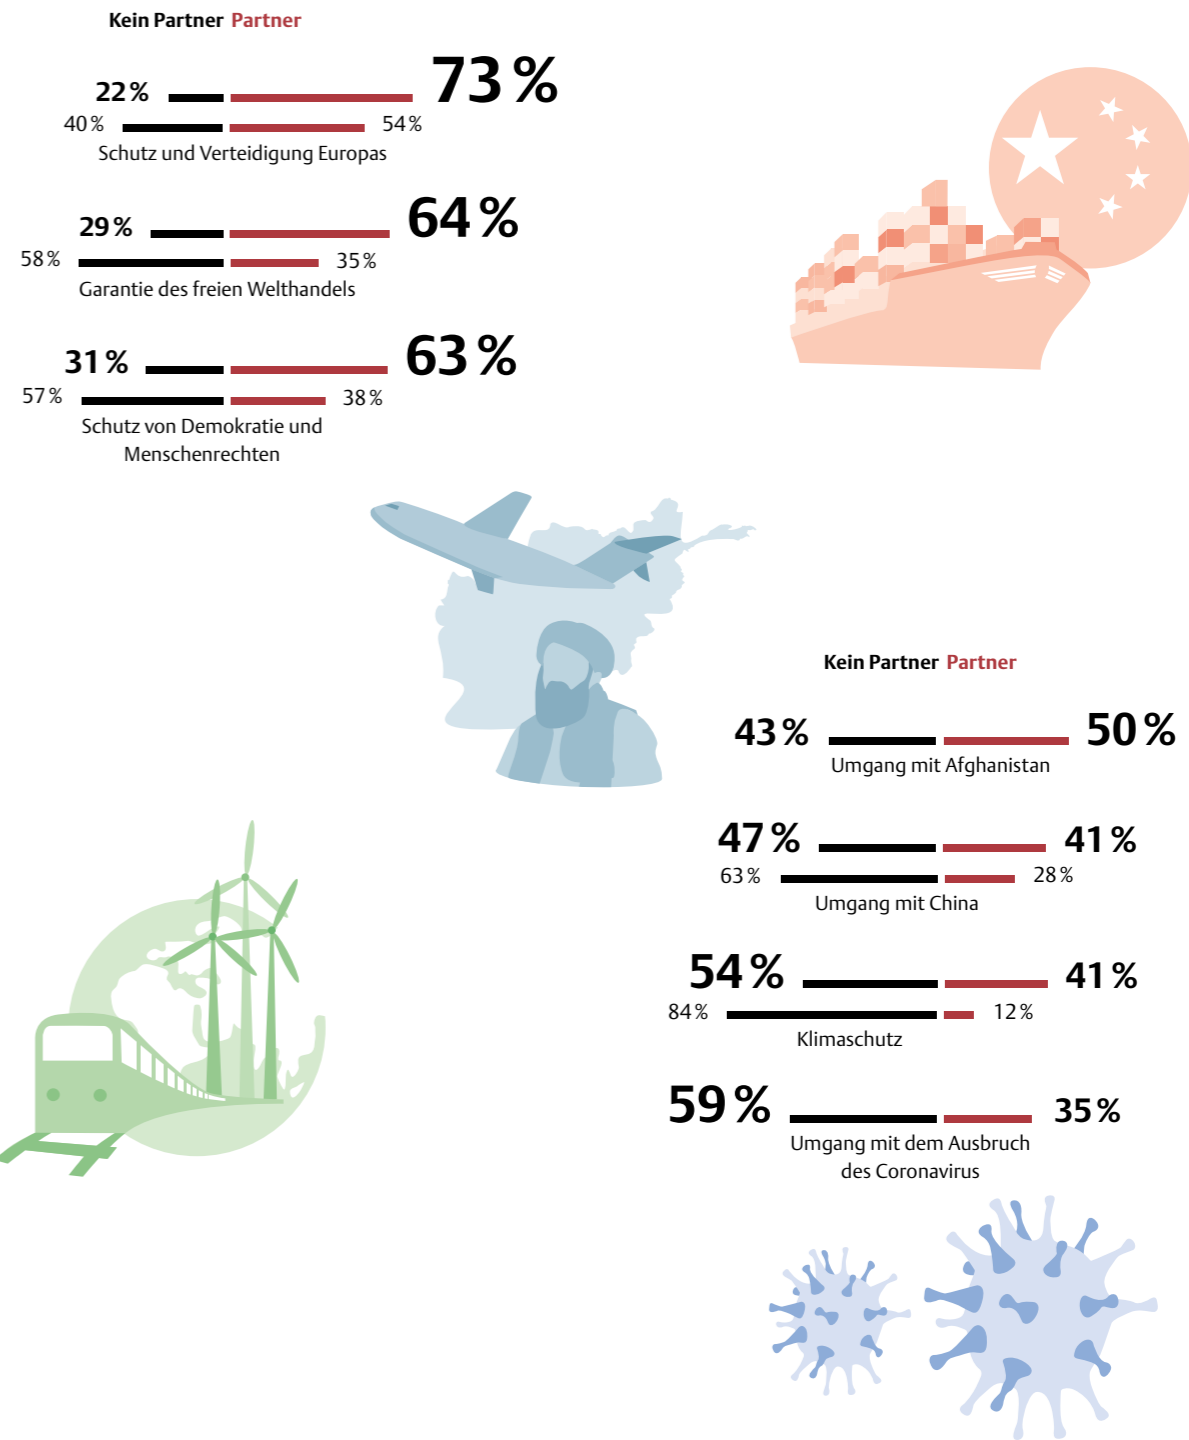 Kein Partner Partner
22 % 73 %
40 % 54 %
Schutz und Verteidigung Europas
29 % 64 %
58 % 35 %
Garantie des freien Welthandels
31 % 63 %
57 % 38 %
Schutz von Demokratie und
Menschenrechten
Kein Partner Partner
43 % 50 %
Umgang mit Afghanistan
47 % 41 %
63 % 28 %
Umgang mit China
54 % 41 %
84 % 12 %
Klimaschutz
59 % 35 %
Umgang mit dem Ausbruch
des Coronavirus